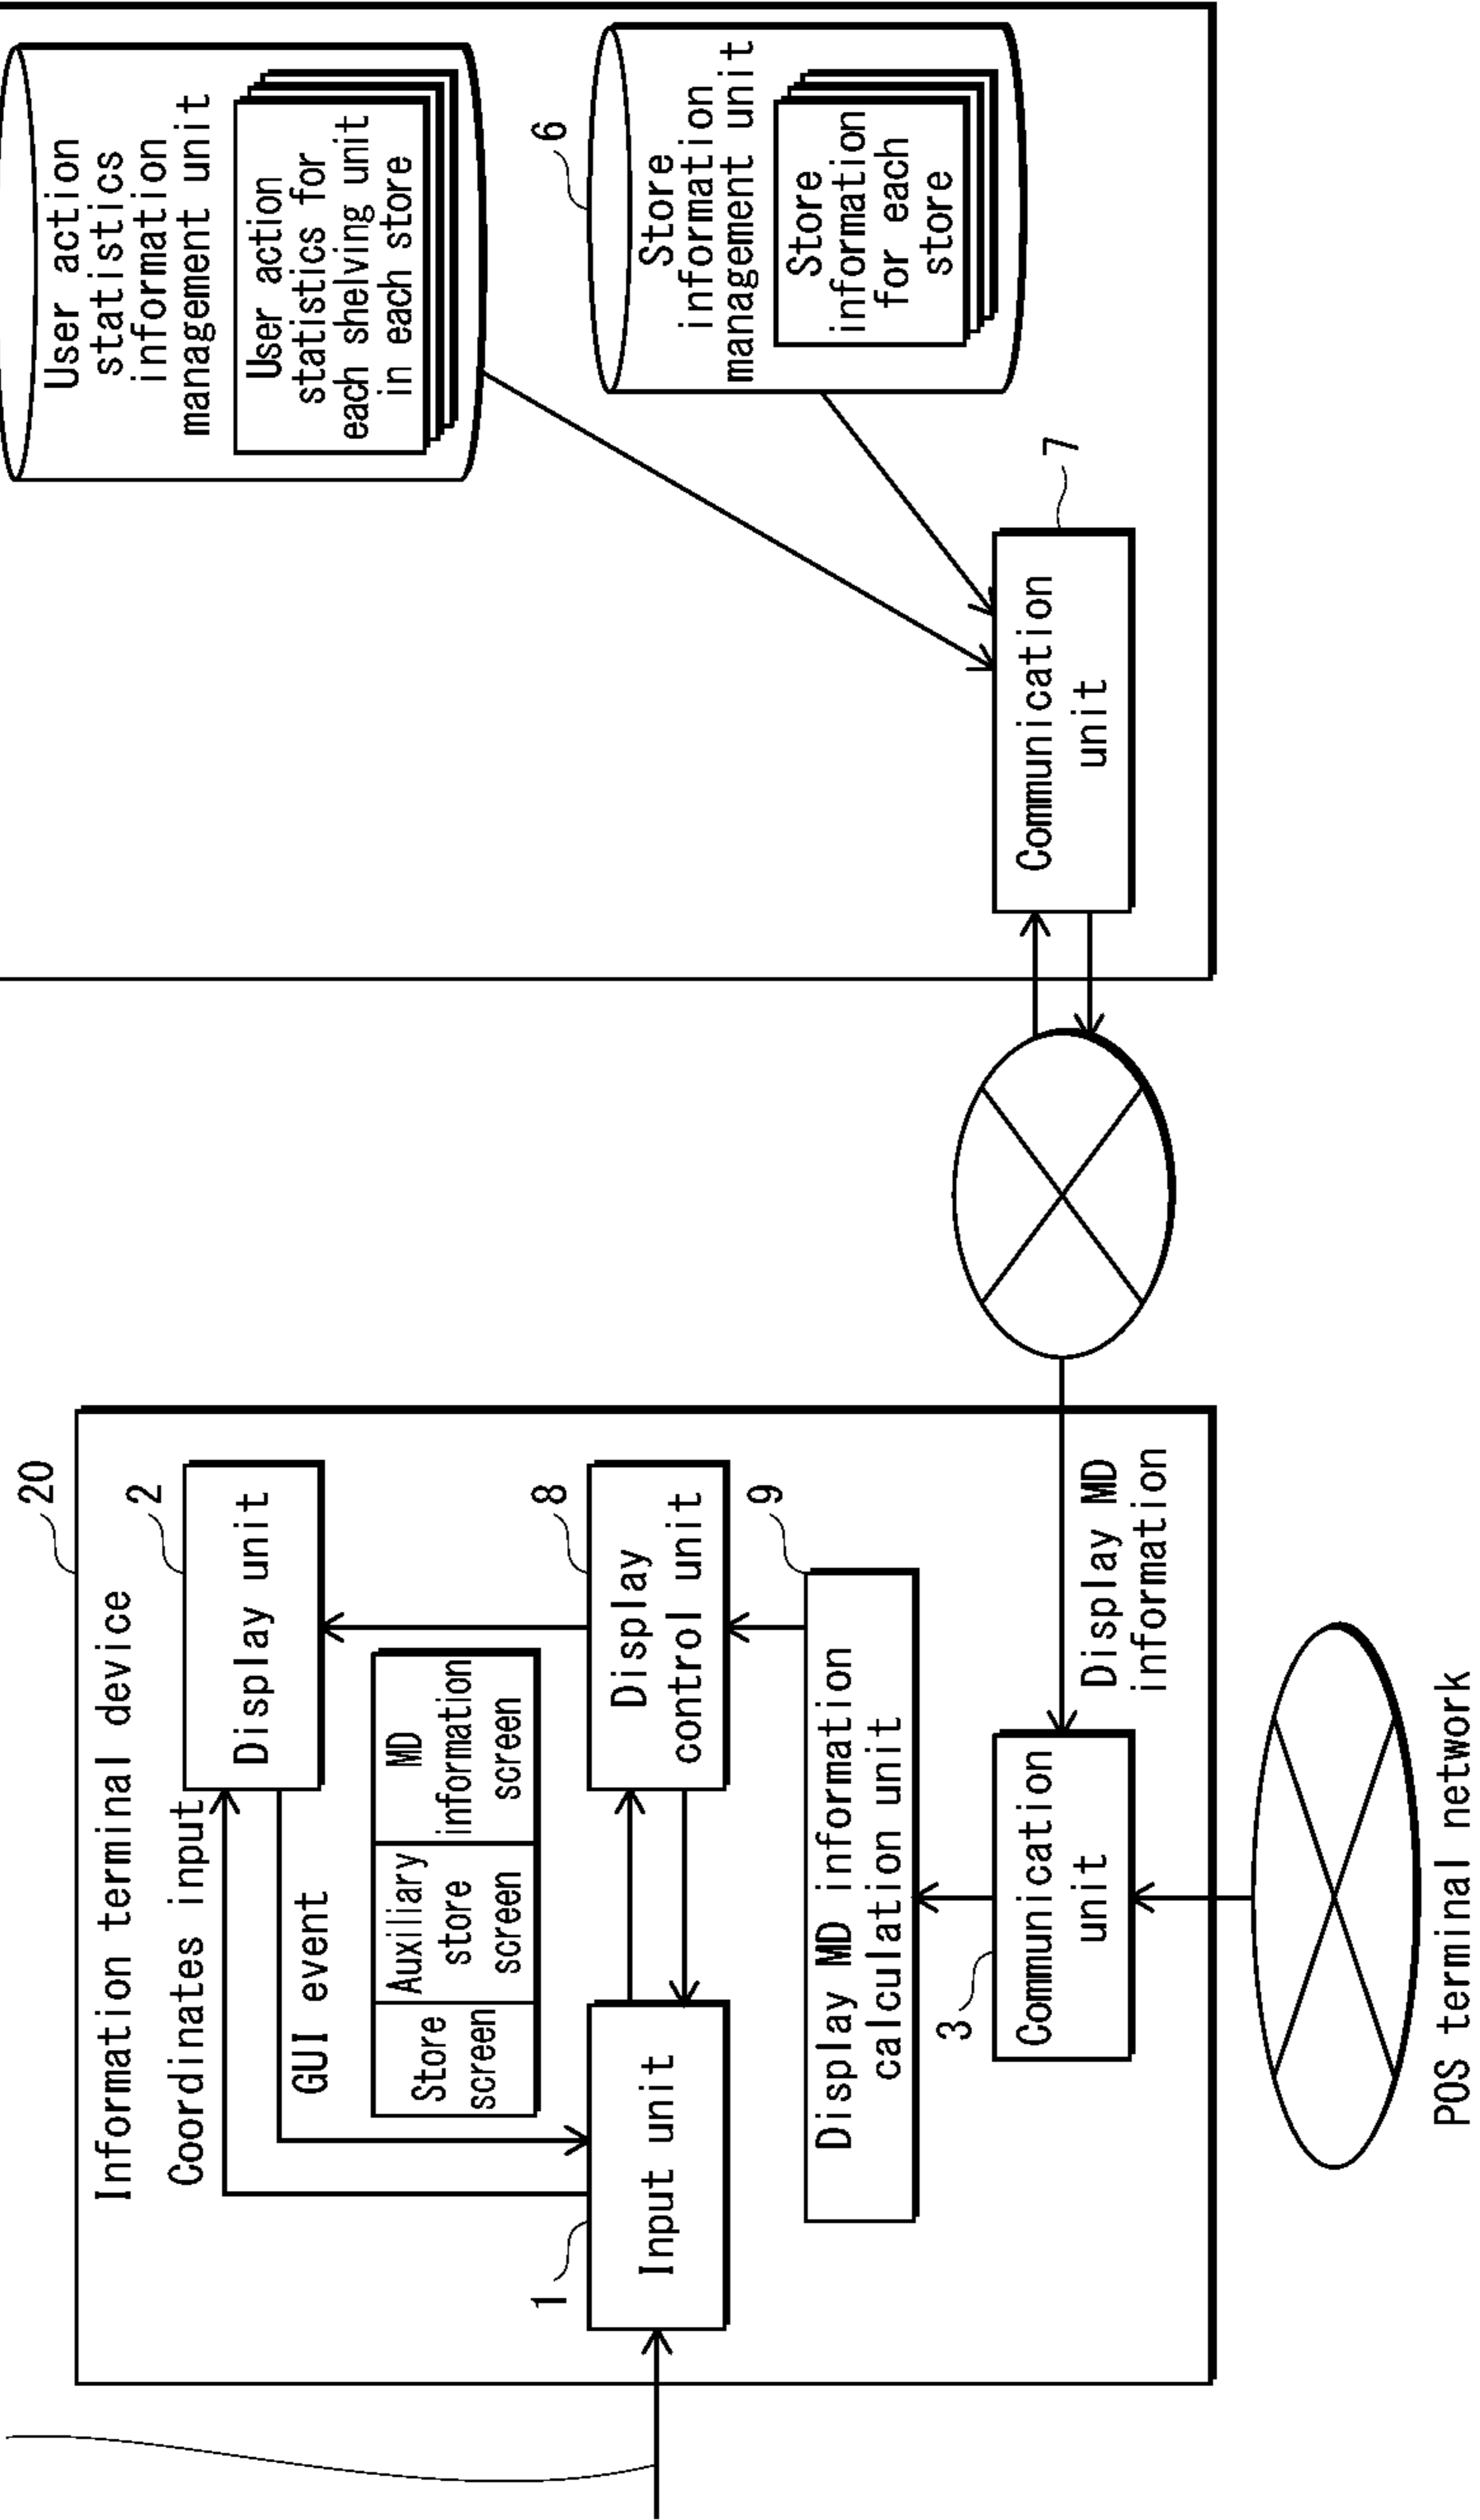 20
Information terminal device
Coordinates input
GUI event
2
Display unit
Store
screen
Auxiliary
store
screen
MD
information
screen
1
Input unit
8
Display
control unit
9
Display MD information
calculation unit
3
Communication
unit
Display MD
information
POS terminal network
User action
statistics
information
management unit
User action
statistics for
each shelving unit
in each store
6
Store
information
management unit
Store
information
for each
store
7
Communication
unit